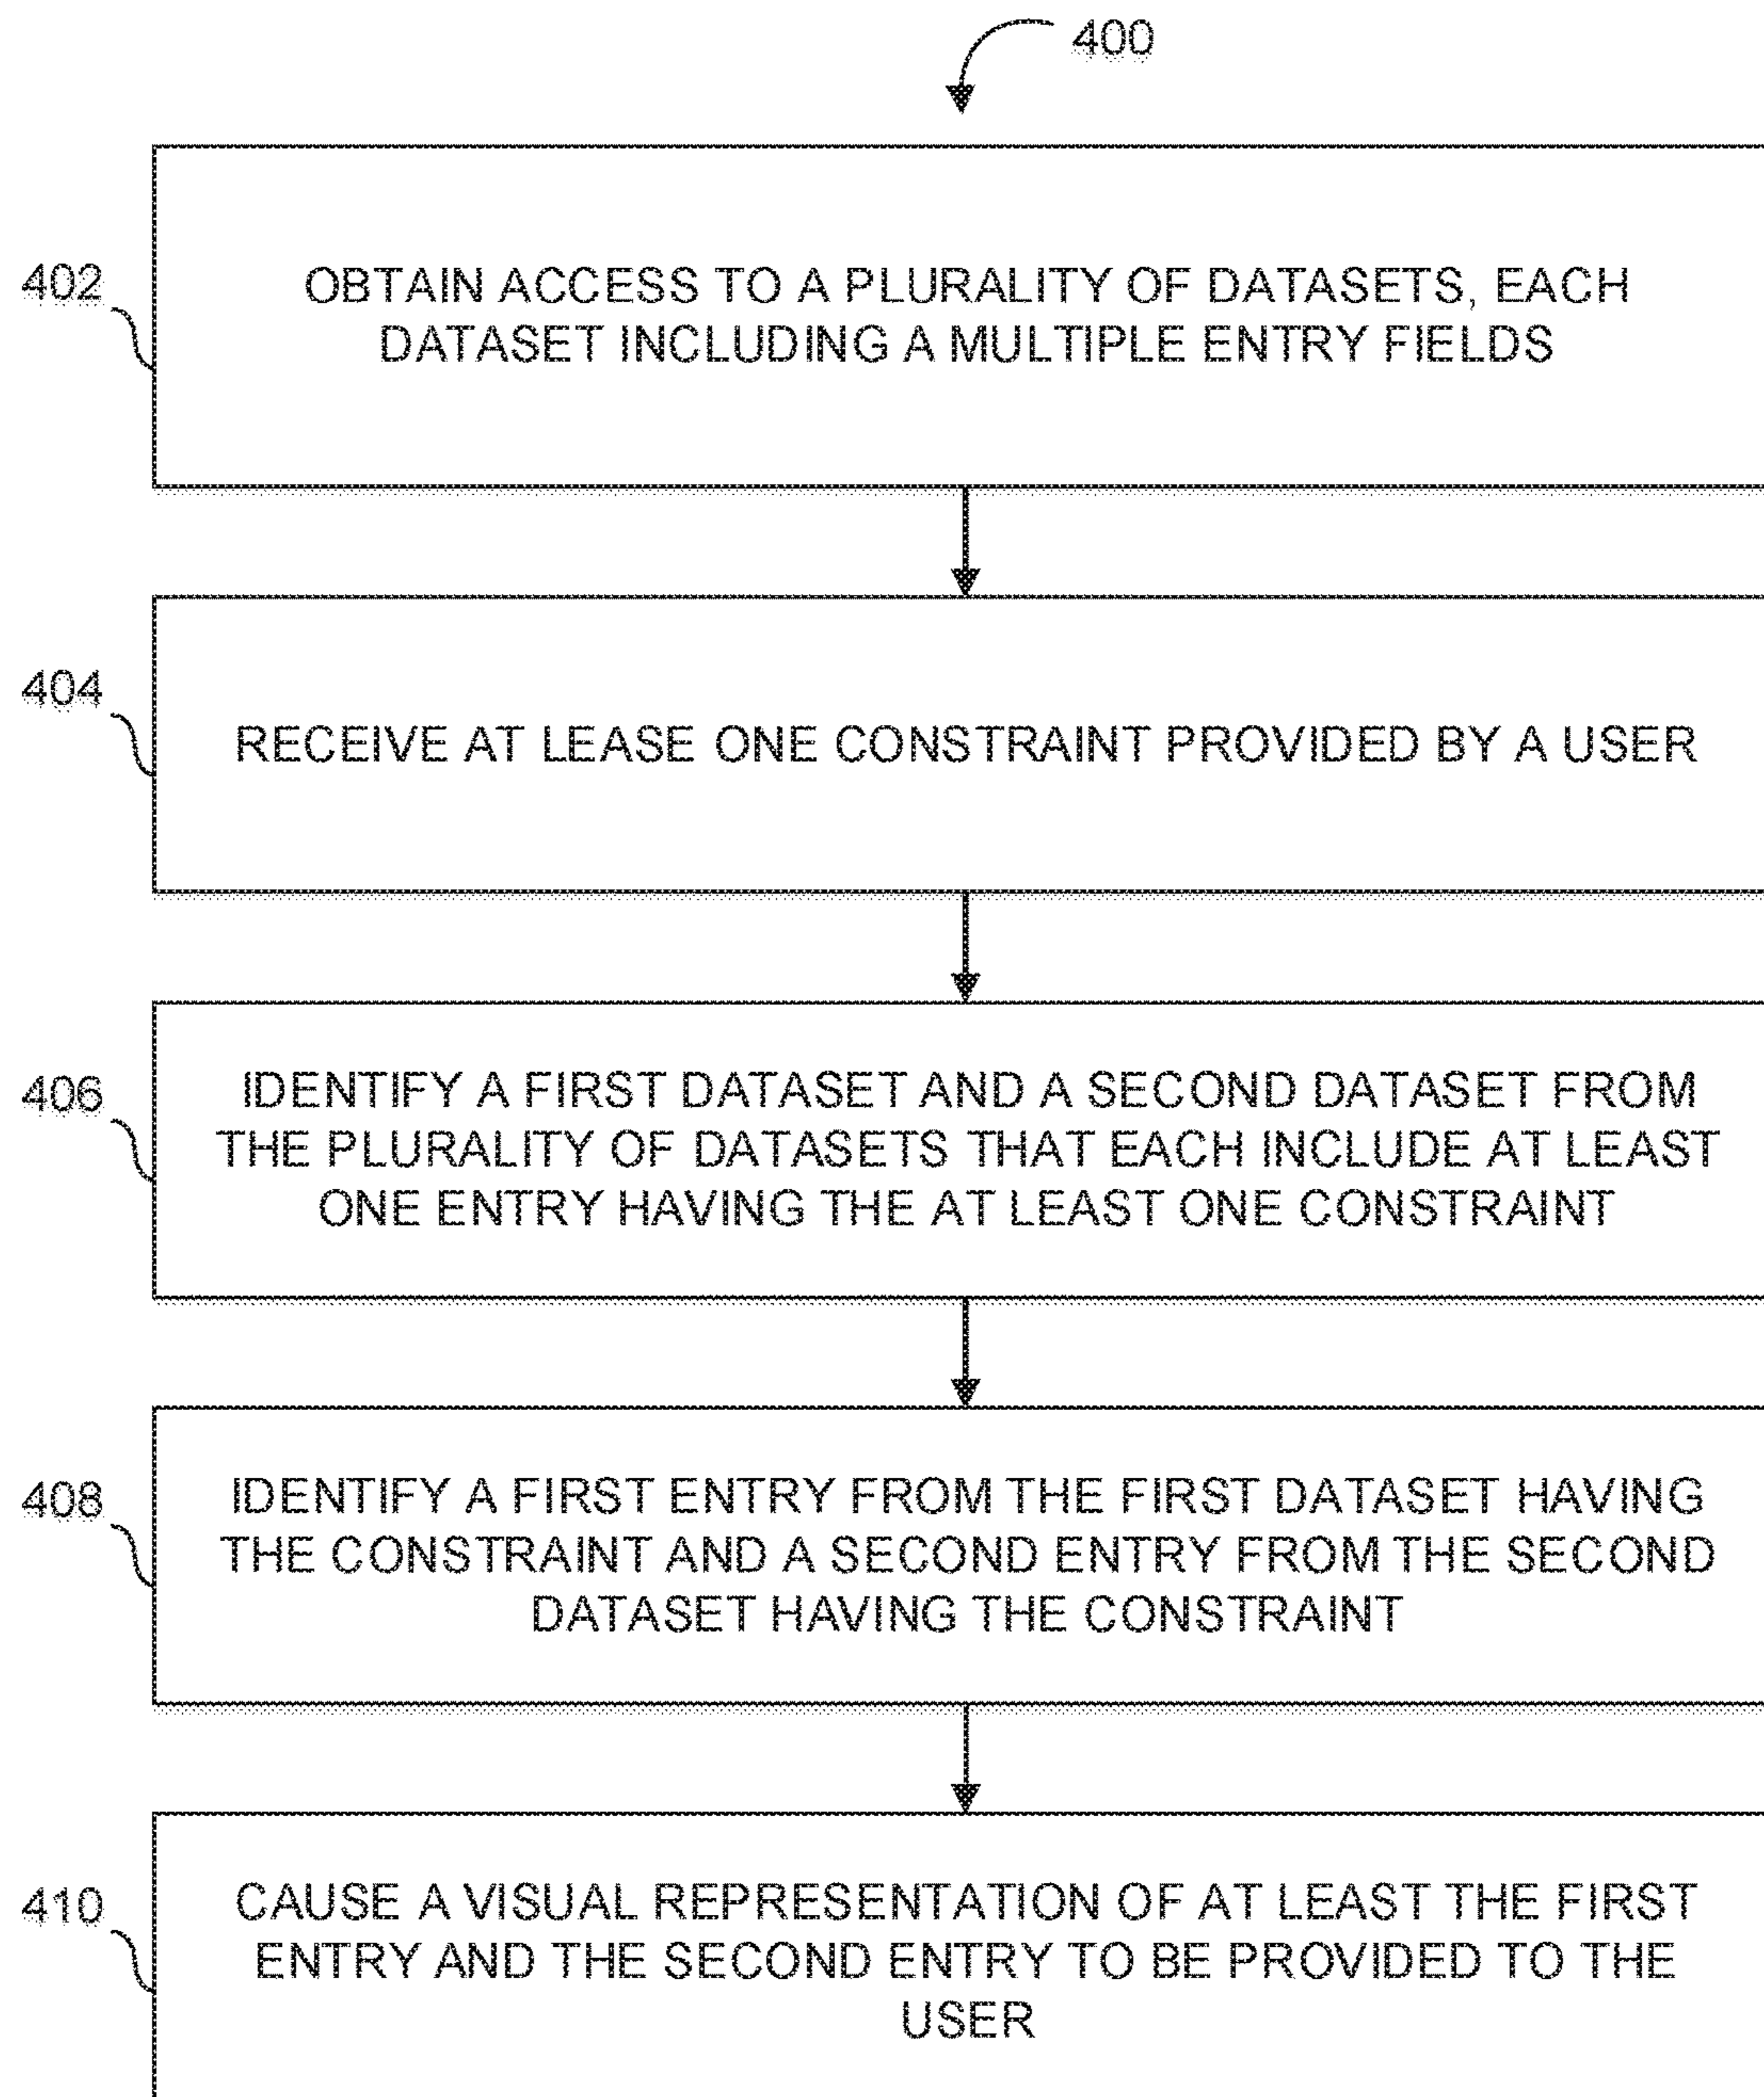 400
402
OBTAIN ACCESS TO A PLURALITY OF DATASETS, EACH
DATASET INCLUDING A MULTIPLE ENTRY FIELDS
404
RECEIVE AT LEASE ONE CONSTRAINT PROVIDED BY A USER
406
IDENTIFY A FIRST DATASET AND A SECOND DATASET FROM
THE PLURALITY OF DATASETS THAT EACH INCLUDE AT LEAST
ONE ENTRY HAVING THE AT LEAST ONE CONSTRAINT
408
IDENTIFY A FIRST ENTRY FROM THE FIRST DATASET HAVING
THE CONSTRAINT AND A SECOND ENTRY FROM THE SECOND
DATASET HAVING THE CONSTRAINT
410
CAUSE A VISUAL REPRESENTATION OF AT LEAST THE FIRST
ENTRY AND THE SECOND ENTRY TO BE PROVIDED TO THE
USER